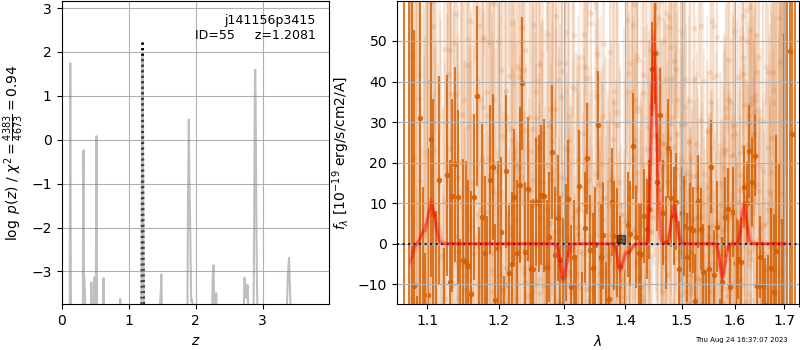 j141156p3415
ID=55 z=1.2081
log p(z) / χ² = 4383/4673 = 0.94
3
2
1
0
−1
−2
−3
0 1 2 3
z
f_λ [10⁻¹⁹ erg/s/cm2/A]
50
40
30
20
10
0
−10
1.1 1.2 1.3 1.4 1.5 1.6 1.7
λ
Thu Aug 24 16:37:07 2023